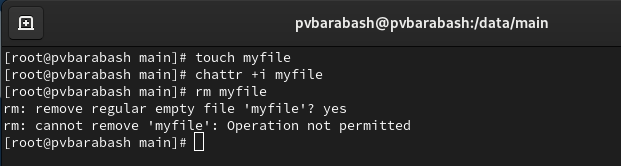 pvbarabash@pvbarabash:/data/main
[root@pvbarabash main]# touch myfile
[root@pvbarabash main]# chattr +i myfile
[root@pvbarabash main]# rm myfile
rm: remove regular empty file 'myfile'? yes
rm: cannot remove 'myfile': Operation not permitted
[root@pvbarabash main]#